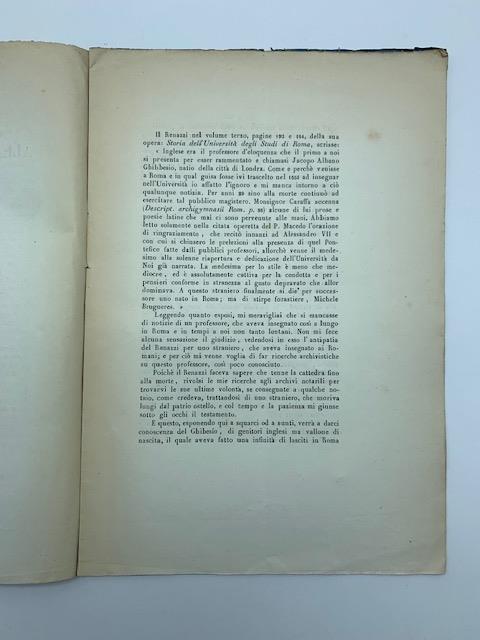 Il Renazzi nel volume terzo, pagine 193 e 194, della sua
opera: Storia dell'Università degli Studi di Roma, scrisse:
« Inglese era il professore d'eloquenza che il primo a noi
si presenta per esser rammentato e chiamasi Jacopo Albano
Ghibbesio, natio della città di Londra. Come e perchè venisse
a Roma e in qual guisa fosse ivi trascelto nel ad insegnar
nell'Università io affatto l'ignoro e mi manca intorno a ciò
qualunque notizia. Per anni sino alla morte continuò ad
esercitar tal publico magistero. Monsignor Caraffa accenna
(Descript. archigymnasii Rom. p. ) alcune di lui prose e
poesie latine che mai ci sono pervenute alle mani. Abbiamo
letto solamente nella citata operetta del P. Macedo l'orazione
di ringraziamento, che recitò innanzi ad Alessandro VII e
con cui si chiusero le prelezioni alla presenza di quel Pon-
tefice fatte dalli pubblici professori, allorchè venne il mede-
simo alla solenne riapertura e dedicazione dell'Università da
Noi già narrata. La medesima per lo stile è meno che me-
diocre, ed è assolutamente cattiva per la condotta e per i
pensieri conforme in stranezza al gusto depravato che allor
dominava. A questo straniero finalmente si die' per succes-
sore uno nato in Roma; ma di stirpe forastiere, Michele
Brugueres. »
Leggendo quanto esposi, mi meravigliai che si mancasse
di notizie di un professore, che aveva insegnato così a lungo
in Roma e in tempi a noi non tanto lontani. Non mi fece
alcuna sensazione il giudizio, vedendosi in esso l'antipatia
del Renazzi per uno straniero, che aveva insegnato ai Ro-
mani; e per ciò mi venne voglia di far ricerche archivistiche
su questo professore, così poco conosciuto.
Poichè il Renazzi faceva sapere che tenne la cattedra fino
alla morte, rivolsi le mie ricerche agli archivi notarili per
trovarvi le sue ultime volontà, se consegnate a qualche no-
taio, come credeva, trattandosi di uno straniero, che moriva
lungi dal patrio ostello, e col tempo e la pazienza mi giunse
sotto gli occhi il testamento.
E questo, esponendo qui a squarci od a sunti, verrà a darci
conoscenza del Ghibesio, di genitori inglesi ma vallone di
nascita, il quale aveva fatto una infinità di lasciti in Roma